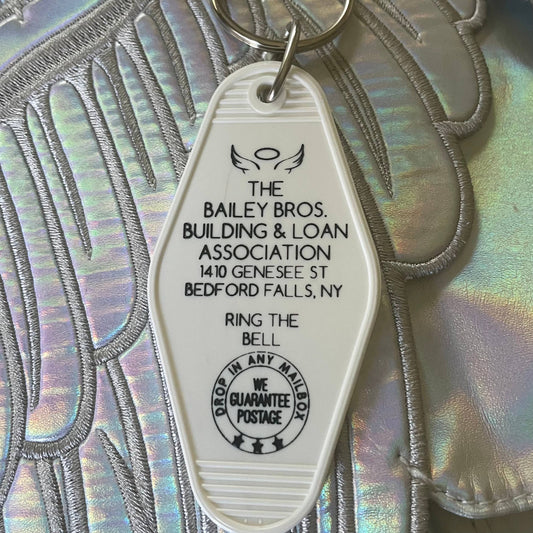 THE
BAILEY BROS.
BUILDING & LOAN
ASSOCIATION
1410 GENESEE ST
BEDFORD FALLS, NY
RING THE
BELL
DROP IN ANY MAILBOX
WE
GUARANTEE
POSTAGE